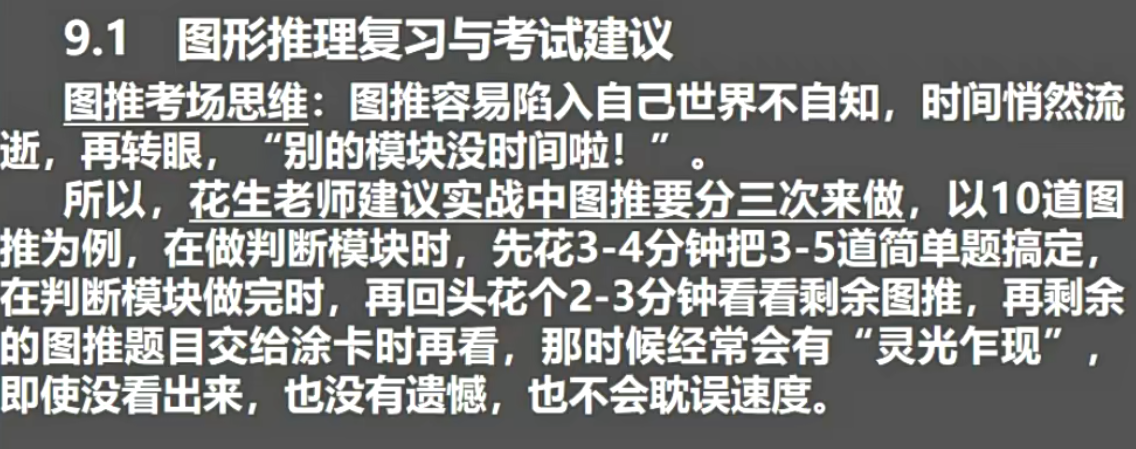 9.1 图形推理复习与考试建议
图推考场思维：图推容易陷入自己世界不自知，时间悄然流
逝，再转眼，“别的模块没时间啦！”。
所以，花生老师建议实战中图推要分三次来做，以10道图
推为例，在做判断模块时，先花3-4分钟把3-5道简单题搞定，
在判断模块做完时，再回头花个2-3分钟看看剩余图推，再剩余
的图推题目交给涂卡时再看，那时候经常会有“灵光乍现”，
即使没看出来，也没有遗憾，也不会耽误速度。